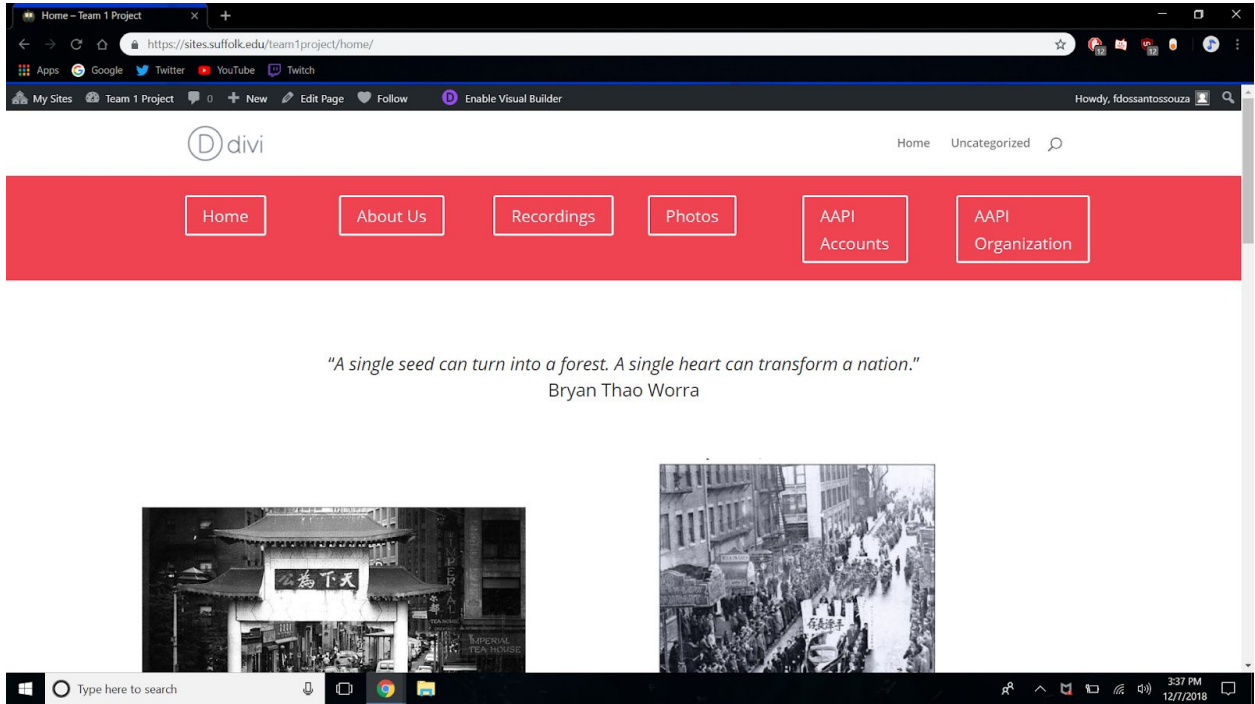 Home – Team 1 Project
https://sites.suffolk.edu/team1project/home/
12
12
Apps Google Twitter YouTube Twitch
My Sites Team 1 Project 0 New Edit Page Follow D Enable Visual Builder Howdy, fdossantossouza
D divi Home Uncategorized
Home About Us Recordings Photos AAPI Accounts AAPI Organization
“A single seed can turn into a forest. A single heart can transform a nation.”
Bryan Thao Worra
公為下天
IMPERIAL
TEA HOUSE
Type here to search
3:37 PM
12/7/2018